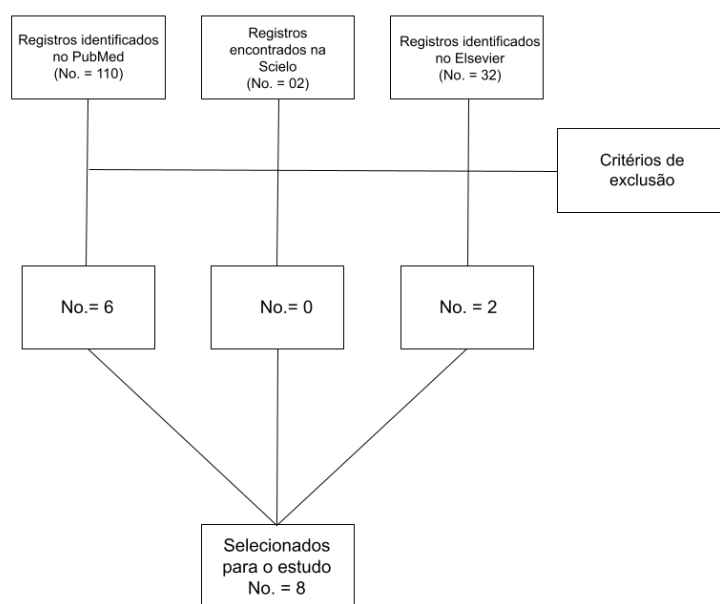 Registros identificados
no PubMed
(No. = 110)
Registros
encontrados na
Scielo
(No. = 02)
Registros identificados
no Elsevier
(No. = 32)
Critérios de
exclusão
No.= 6
No.= 0
No. = 2
Selecionados
para o estudo
No. = 8